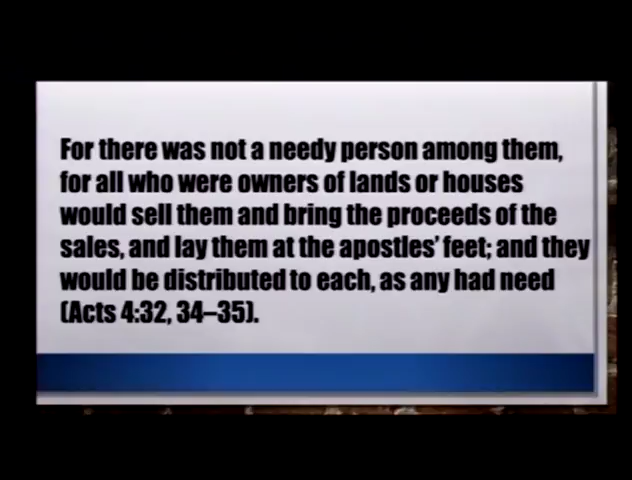 For there was not a needy person among them,
for all who were owners of lands or houses
would sell them and bring the proceeds of the
sales, and lay them at the apostles’ feet; and they
would be distributed to each, as any had need
(Acts 4:32, 34–35).